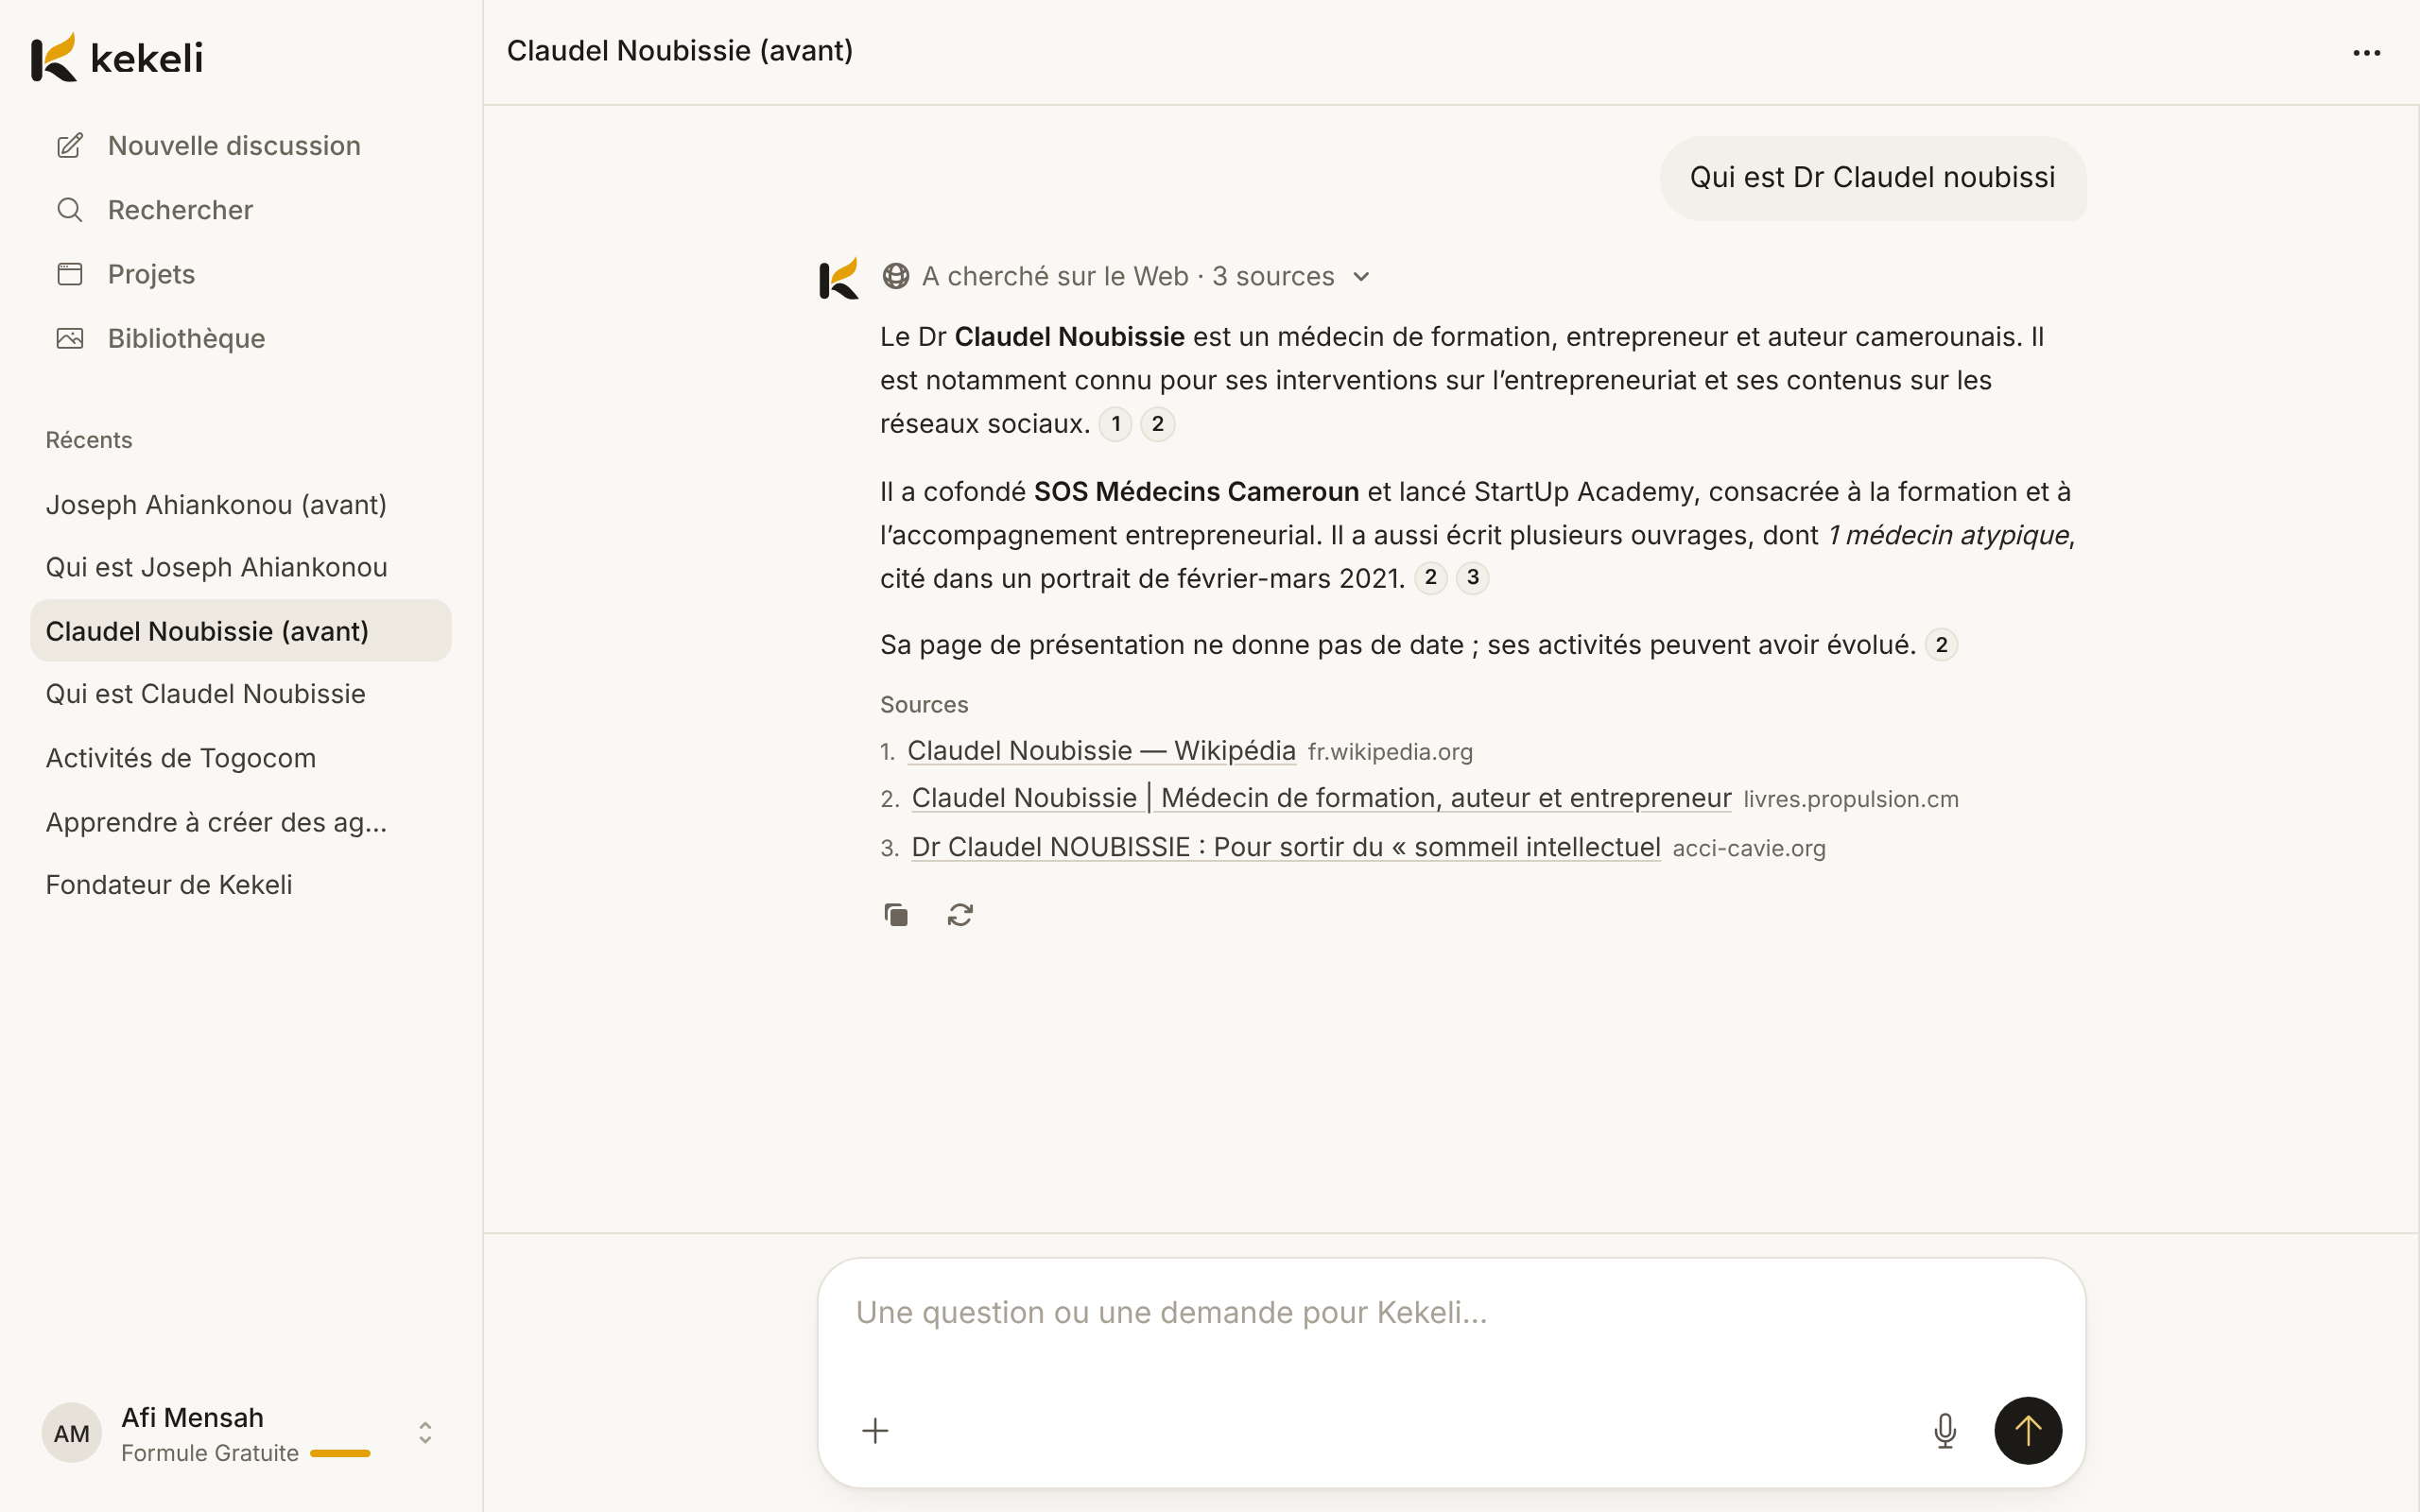 kekeli
Nouvelle discussion
Rechercher
Projets
Bibliothèque
Récents
Joseph Ahiankonou (avant)
Qui est Joseph Ahiankonou
Claudel Noubissie (avant)
Qui est Claudel Noubissie
Activités de Togocom
Apprendre à créer des ag...
Fondateur de Kekeli
AM
Afi Mensah
Formule Gratuite
Claudel Noubissie (avant)
Qui est Dr Claudel noubissi
A cherché sur le Web · 3 sources
Le Dr Claudel Noubissie est un médecin de formation, entrepreneur et auteur camerounais. Il
est notamment connu pour ses interventions sur l’entrepreneuriat et ses contenus sur les
réseaux sociaux. 1 2
Il a cofondé SOS Médecins Cameroun et lancé StartUp Academy, consacrée à la formation et à
l’accompagnement entrepreneurial. Il a aussi écrit plusieurs ouvrages, dont 1 médecin atypique,
cité dans un portrait de février-mars 2021. 2 3
Sa page de présentation ne donne pas de date ; ses activités peuvent avoir évolué. 2
Sources
1. Claudel Noubissie — Wikipédia fr.wikipedia.org
2. Claudel Noubissie | Médecin de formation, auteur et entrepreneur livres.propulsion.cm
3. Dr Claudel NOUBISSIE : Pour sortir du « sommeil intellectuel acci-cavie.org
Une question ou une demande pour Kekeli...